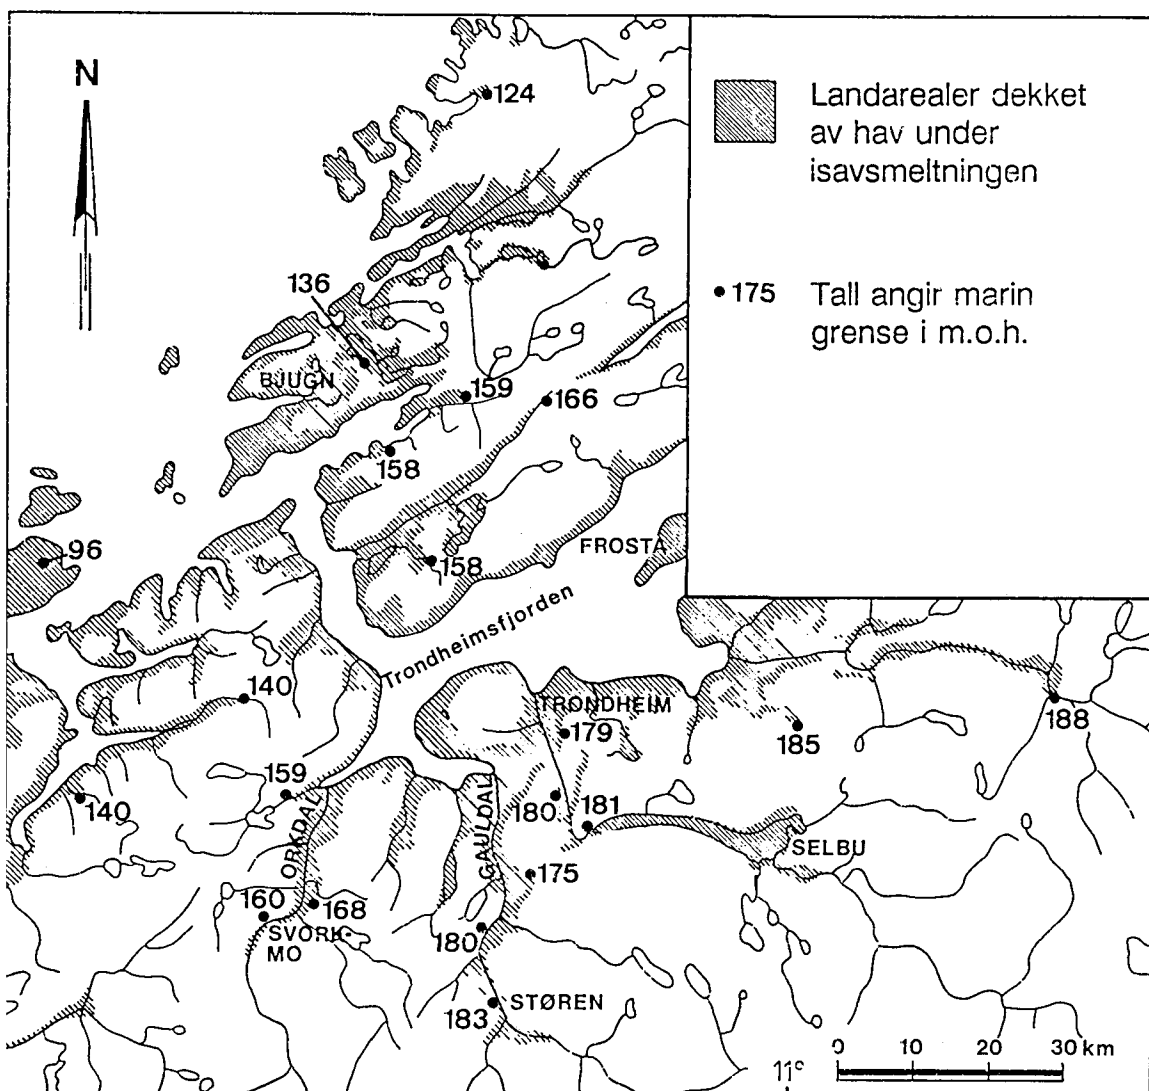 N
124
136
BJUGN
159
166
158
158
FROSTA
96
Trondheimsfjorden
140
TRONDHEIM
179
185
188
159
140
ORKDAL
GAULDAL
180
181
SELBU
175
160
168
SVORK-
MO
180
STØREN
183
11°
0 10 20 30 km
Landarealer dekket
av hav under
isavsmeltningen
175 Tall angir marin
grense i m.o.h.